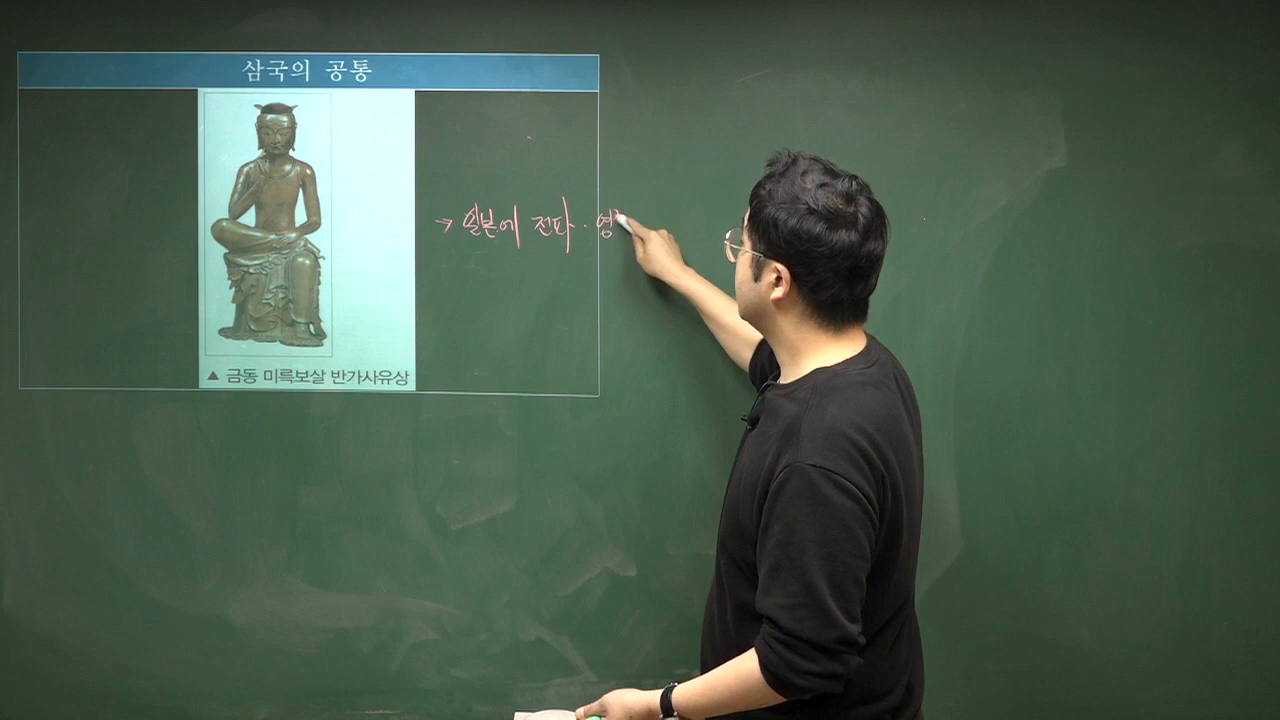 삼국의 공통
→ 일본에 전파 · 영
▲ 금동 미륵보살 반가사유상